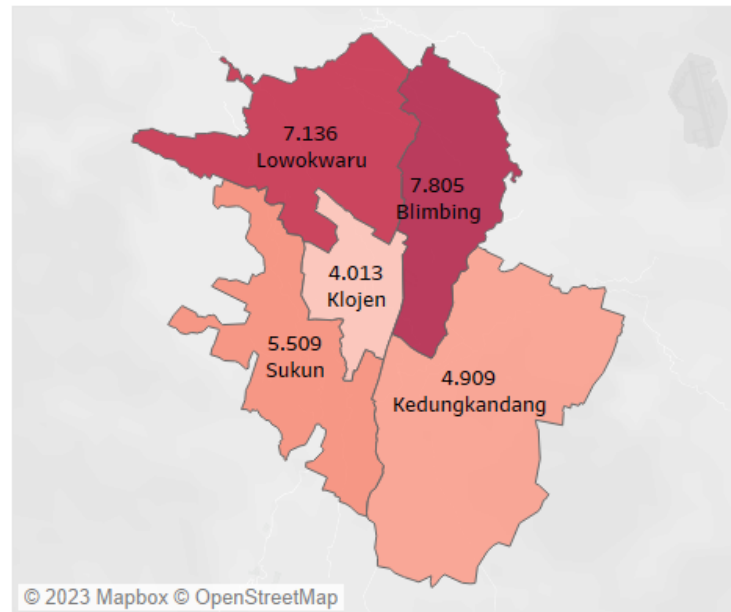 7.136
Lowokwaru
7.805
Blimbing
4.013
Klojen
5.509
Sukun
4.909
Kedungkandang
© 2023 Mapbox © OpenStreetMap